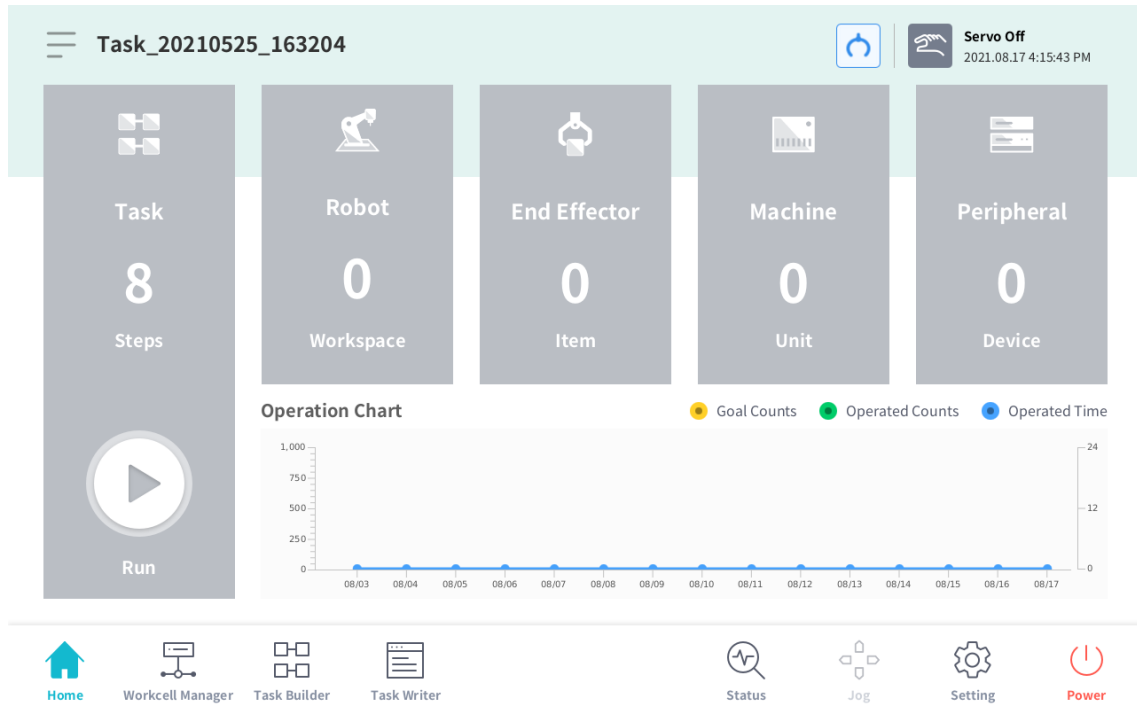 Task_20210525_163204
Servo Off
2021.08.17 4:15:43 PM
Task
8
Steps
Run
Robot
0
Workspace
End Effector
0
Item
Machine
0
Unit
Peripheral
0
Device
Operation Chart
Goal Counts
Operated Counts
Operated Time
1,000
750
500
250
0
24
12
0
08/03 08/04 08/05 08/06 08/07 08/08 08/09 08/10 08/11 08/12 08/13 08/14 08/15 08/16 08/17
Home
Workcell Manager
Task Builder
Task Writer
Status
Jog
Setting
Power